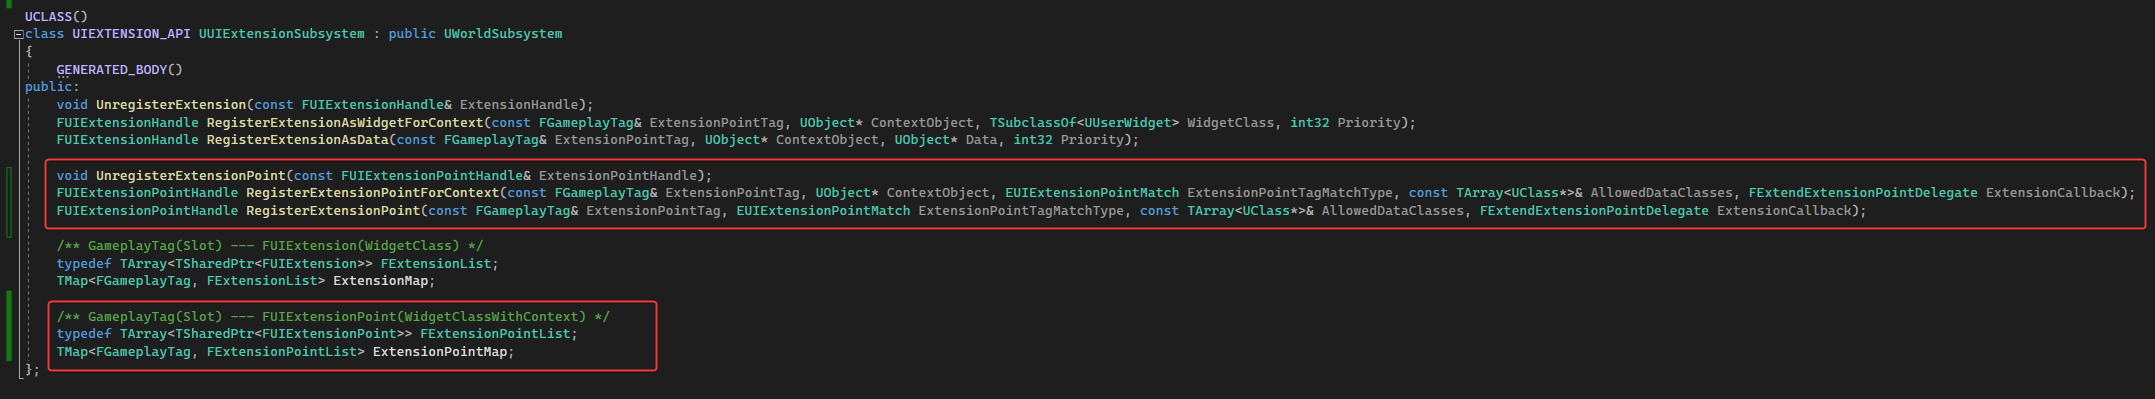 UCLASS()
class UIEXTENSION_API UUIExtensionSubsystem : public UWorldSubsystem
{
GENERATED_BODY()
public:
void UnregisterExtension(const FUIExtensionHandle& ExtensionHandle);
FUIExtensionHandle RegisterExtensionAsWidgetForContext(const FGameplayTag& ExtensionPointTag, UObject* ContextObject, TSubclassOf<UUserWidget> WidgetClass, int32 Priority);
FUIExtensionHandle RegisterExtensionAsData(const FGameplayTag& ExtensionPointTag, UObject* ContextObject, UObject* Data, int32 Priority);
void UnregisterExtensionPoint(const FUIExtensionPointHandle& ExtensionPointHandle);
FUIExtensionPointHandle RegisterExtensionPointForContext(const FGameplayTag& ExtensionPointTag, UObject* ContextObject, EUIExtensionPointMatch ExtensionPointTagMatchType, const TArray<UClass*>& AllowedDataClasses, FExtendExtensionPointDelegate ExtensionCallback);
FUIExtensionPointHandle RegisterExtensionPoint(const FGameplayTag& ExtensionPointTag, EUIExtensionPointMatch ExtensionPointTagMatchType, const TArray<UClass*>& AllowedDataClasses, FExtendExtensionPointDelegate ExtensionCallback);
/** GameplayTag(Slot) --- FUIExtension(WidgetClass) */
typedef TArray<TSharedPtr<FUIExtension>> FExtensionList;
TMap<FGameplayTag, FExtensionList> ExtensionMap;
/** GameplayTag(Slot) --- FUIExtensionPoint(WidgetClassWithContext) */
typedef TArray<TSharedPtr<FUIExtensionPoint>> FExtensionPointList;
TMap<FGameplayTag, FExtensionPointList> ExtensionPointMap;
};